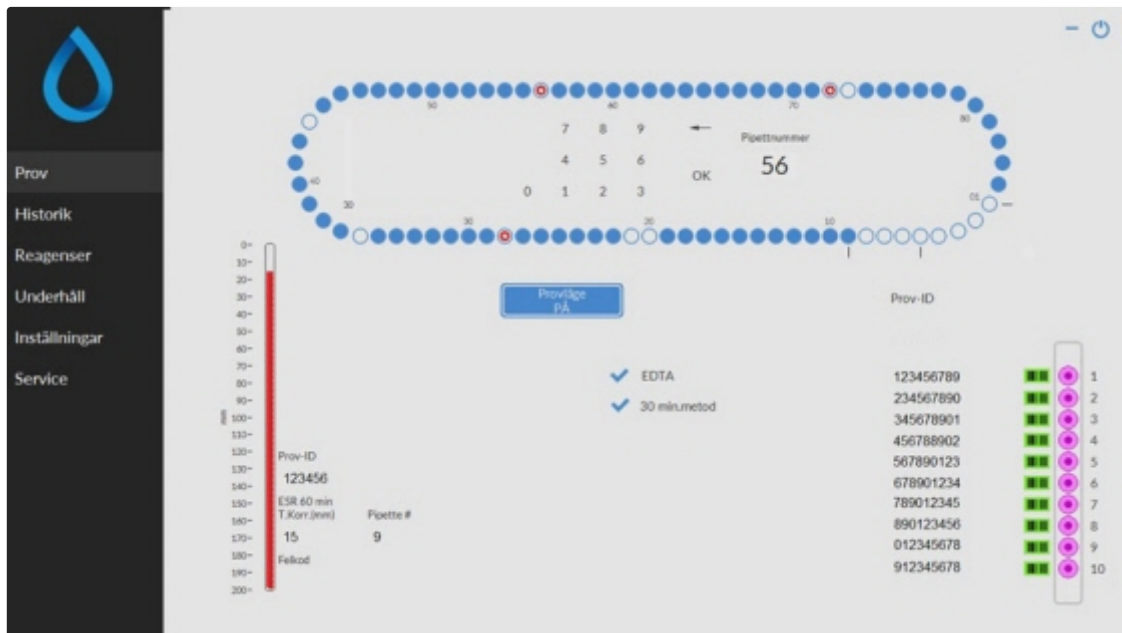 Prov
Historik
Reagenser
Underhåll
Inställningar
Service
50
60
70
80
40
30
30
20
10
01
7 8 9
4 5 6
0 1 2 3
OK
Pipettnummer
56
Provläge
PÅ
EDTA
30 min.metod
mm
0
10
20
30
40
50
60
70
80
90
100
110
120
130
140
150
160
170
180
190
200
Prov-ID
123456
ESR 60 min
T.Korr.(mm)
Pipette #
15
9
Felkod
Prov-ID
123456789 1
234567890 2
345678901 3
456788902 4
567890123 5
678901234 6
789012345 7
890123456 8
012345678 9
912345678 10